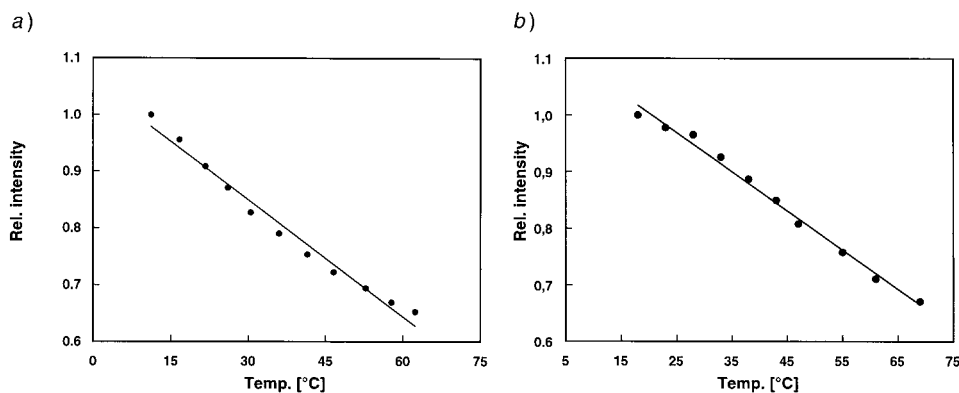 a)
1.1
1.0
0.9
0.8
0.7
0.6
Rel. intensity
0 15 30 45 60 75
Temp. [°C]
b)
1.1
1,0
0,9
0,8
0,7
0.6
Rel. intensity
5 15 25 35 45 55 65 75
Temp. [°C]